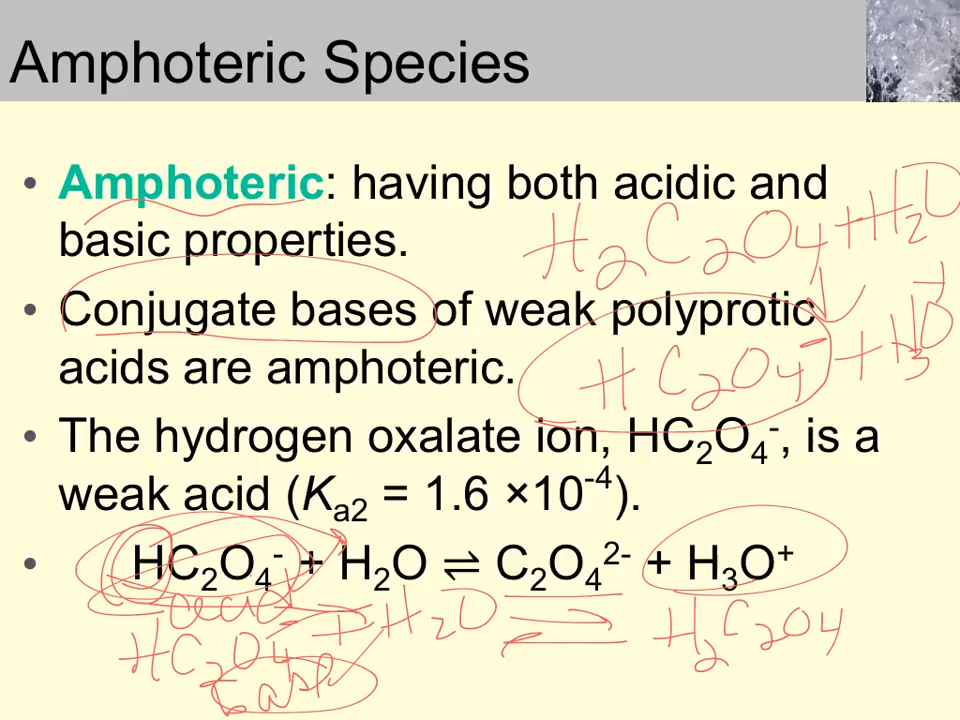 Amphoteric Species
• Amphoteric: having both acidic and
basic properties.
H₂C₂O₄ + H₂O
• Conjugate bases of weak polyprotic
acids are amphoteric.
HC₂O₄⁻ + H₃O⁺
• The hydrogen oxalate ion, HC₂O₄⁻, is a
weak acid (Kₐ₂ = 1.6 ×10⁻⁴).
• HC₂O₄⁻ + H₂O ⇌ C₂O₄²⁻ + H₃O⁺
acid
HC₂O₄⁻ + H₂O ⇌ H₂C₂O₄
base